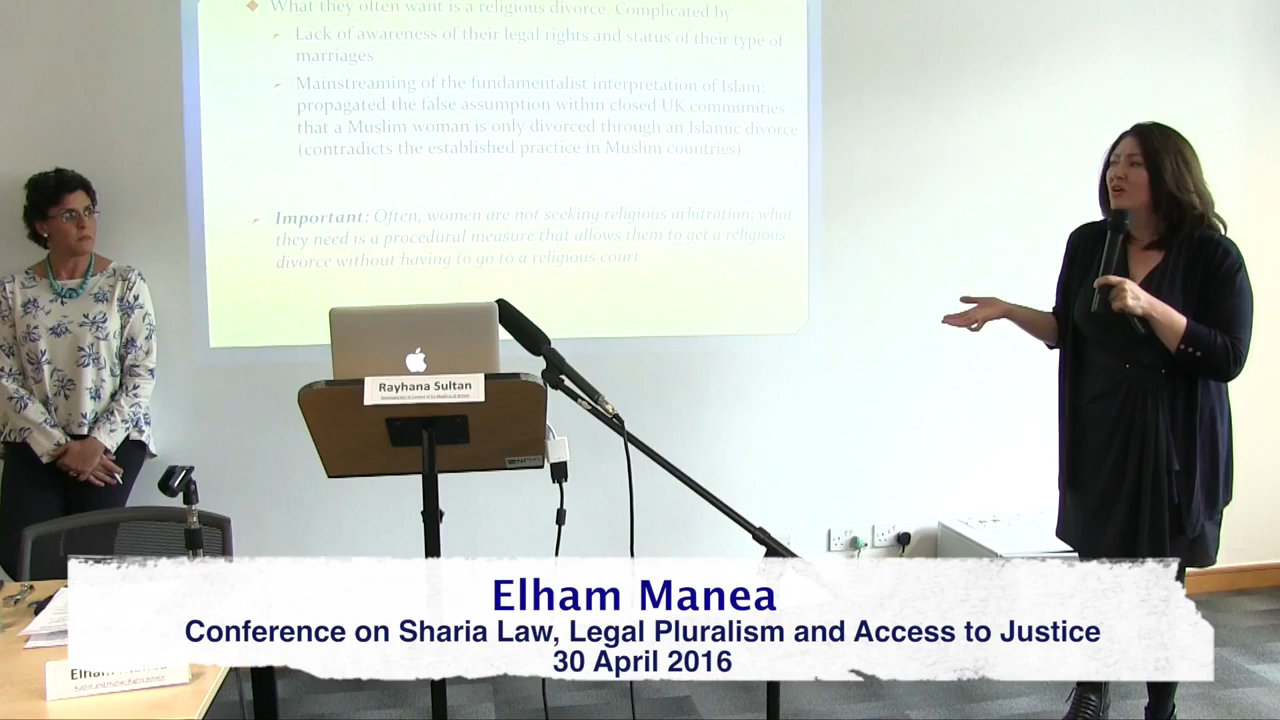 What they often want is a religious divorce. Complicated by
Lack of awareness of their legal rights and status of their type of
marriages
Mainstreaming of the fundamentalist interpretation of Islam:
propagated the false assumption within closed UK communities
that a Muslim woman is only divorced through an Islamic divorce
(contradicts the established practice in Muslim countries)
Important: Often, women are not seeking religious arbitration; what
they need is a procedural measure that allows them to get a religious
divorce without having to go to a religious court
Rayhana Sultan
Elham Manea
Conference on Sharia Law, Legal Pluralism and Access to Justice
30 April 2016
Elham Manea